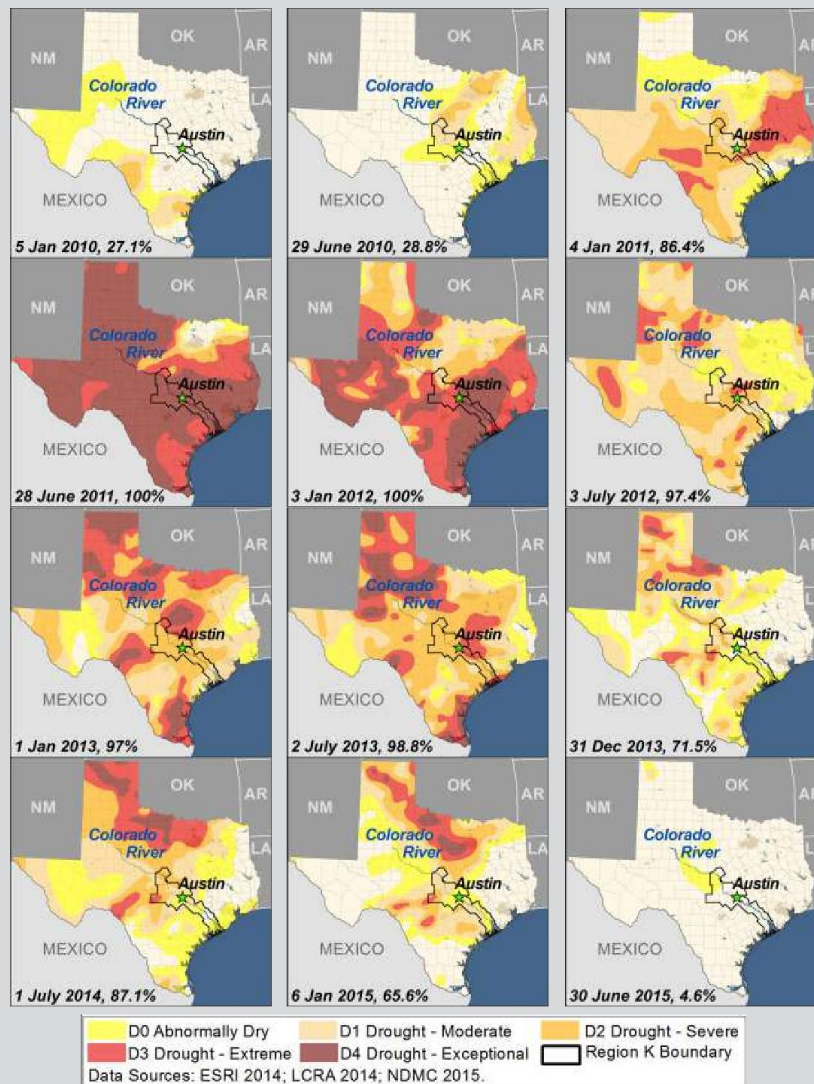 OK
NM
AR
LA
Colorado
River
Austin
MEXICO
5 Jan 2010, 27.1%
OK
Colorado
River
Austin
MEXICO
29 June 2010, 28.8%
OK
NM
AR
LA
Colorado
River
Austin
MEXICO
4 Jan 2011, 86.4%
OK
NM
AR
LA
Colorado
River
Austin
MEXICO
28 June 2011, 100%
OK
NM
AR
LA
Colorado
River
Austin
MEXICO
3 Jan 2012, 100%
OK
NM
AR
L
Colorado
River
Austin
MEXICO
3 July 2012, 97.4%
OK
NM
AR
LA
Colorado
River
Austin
MEXICO
1 Jan 2013, 97%
OK
NM
AR
LA
Colorado
River
Austin
MEXICO
2 July 2013, 98.8%
OK
NM
AR
L
Colorado
River
Austin
MEXICO
31 Dec 2013, 71.5%
OK
NM
AR
LA
Colorado
River
Austin
MEXICO
1 July 2014, 87.1%
OK
NM
AR
LA
Colorado
River
Austin
MEXICO
6 Jan 2015, 65.6%
OK
NM
AR
L
Colorado
River
Austin
MEXICO
30 June 2015, 4.6%
D0 Abnormally Dry D1 Drought - Moderate D2 Drought - Severe
D3 Drought - Extreme D4 Drought - Exceptional Region K Boundary
Data Sources: ESRI 2014; LCRA 2014; NDMC 2015.